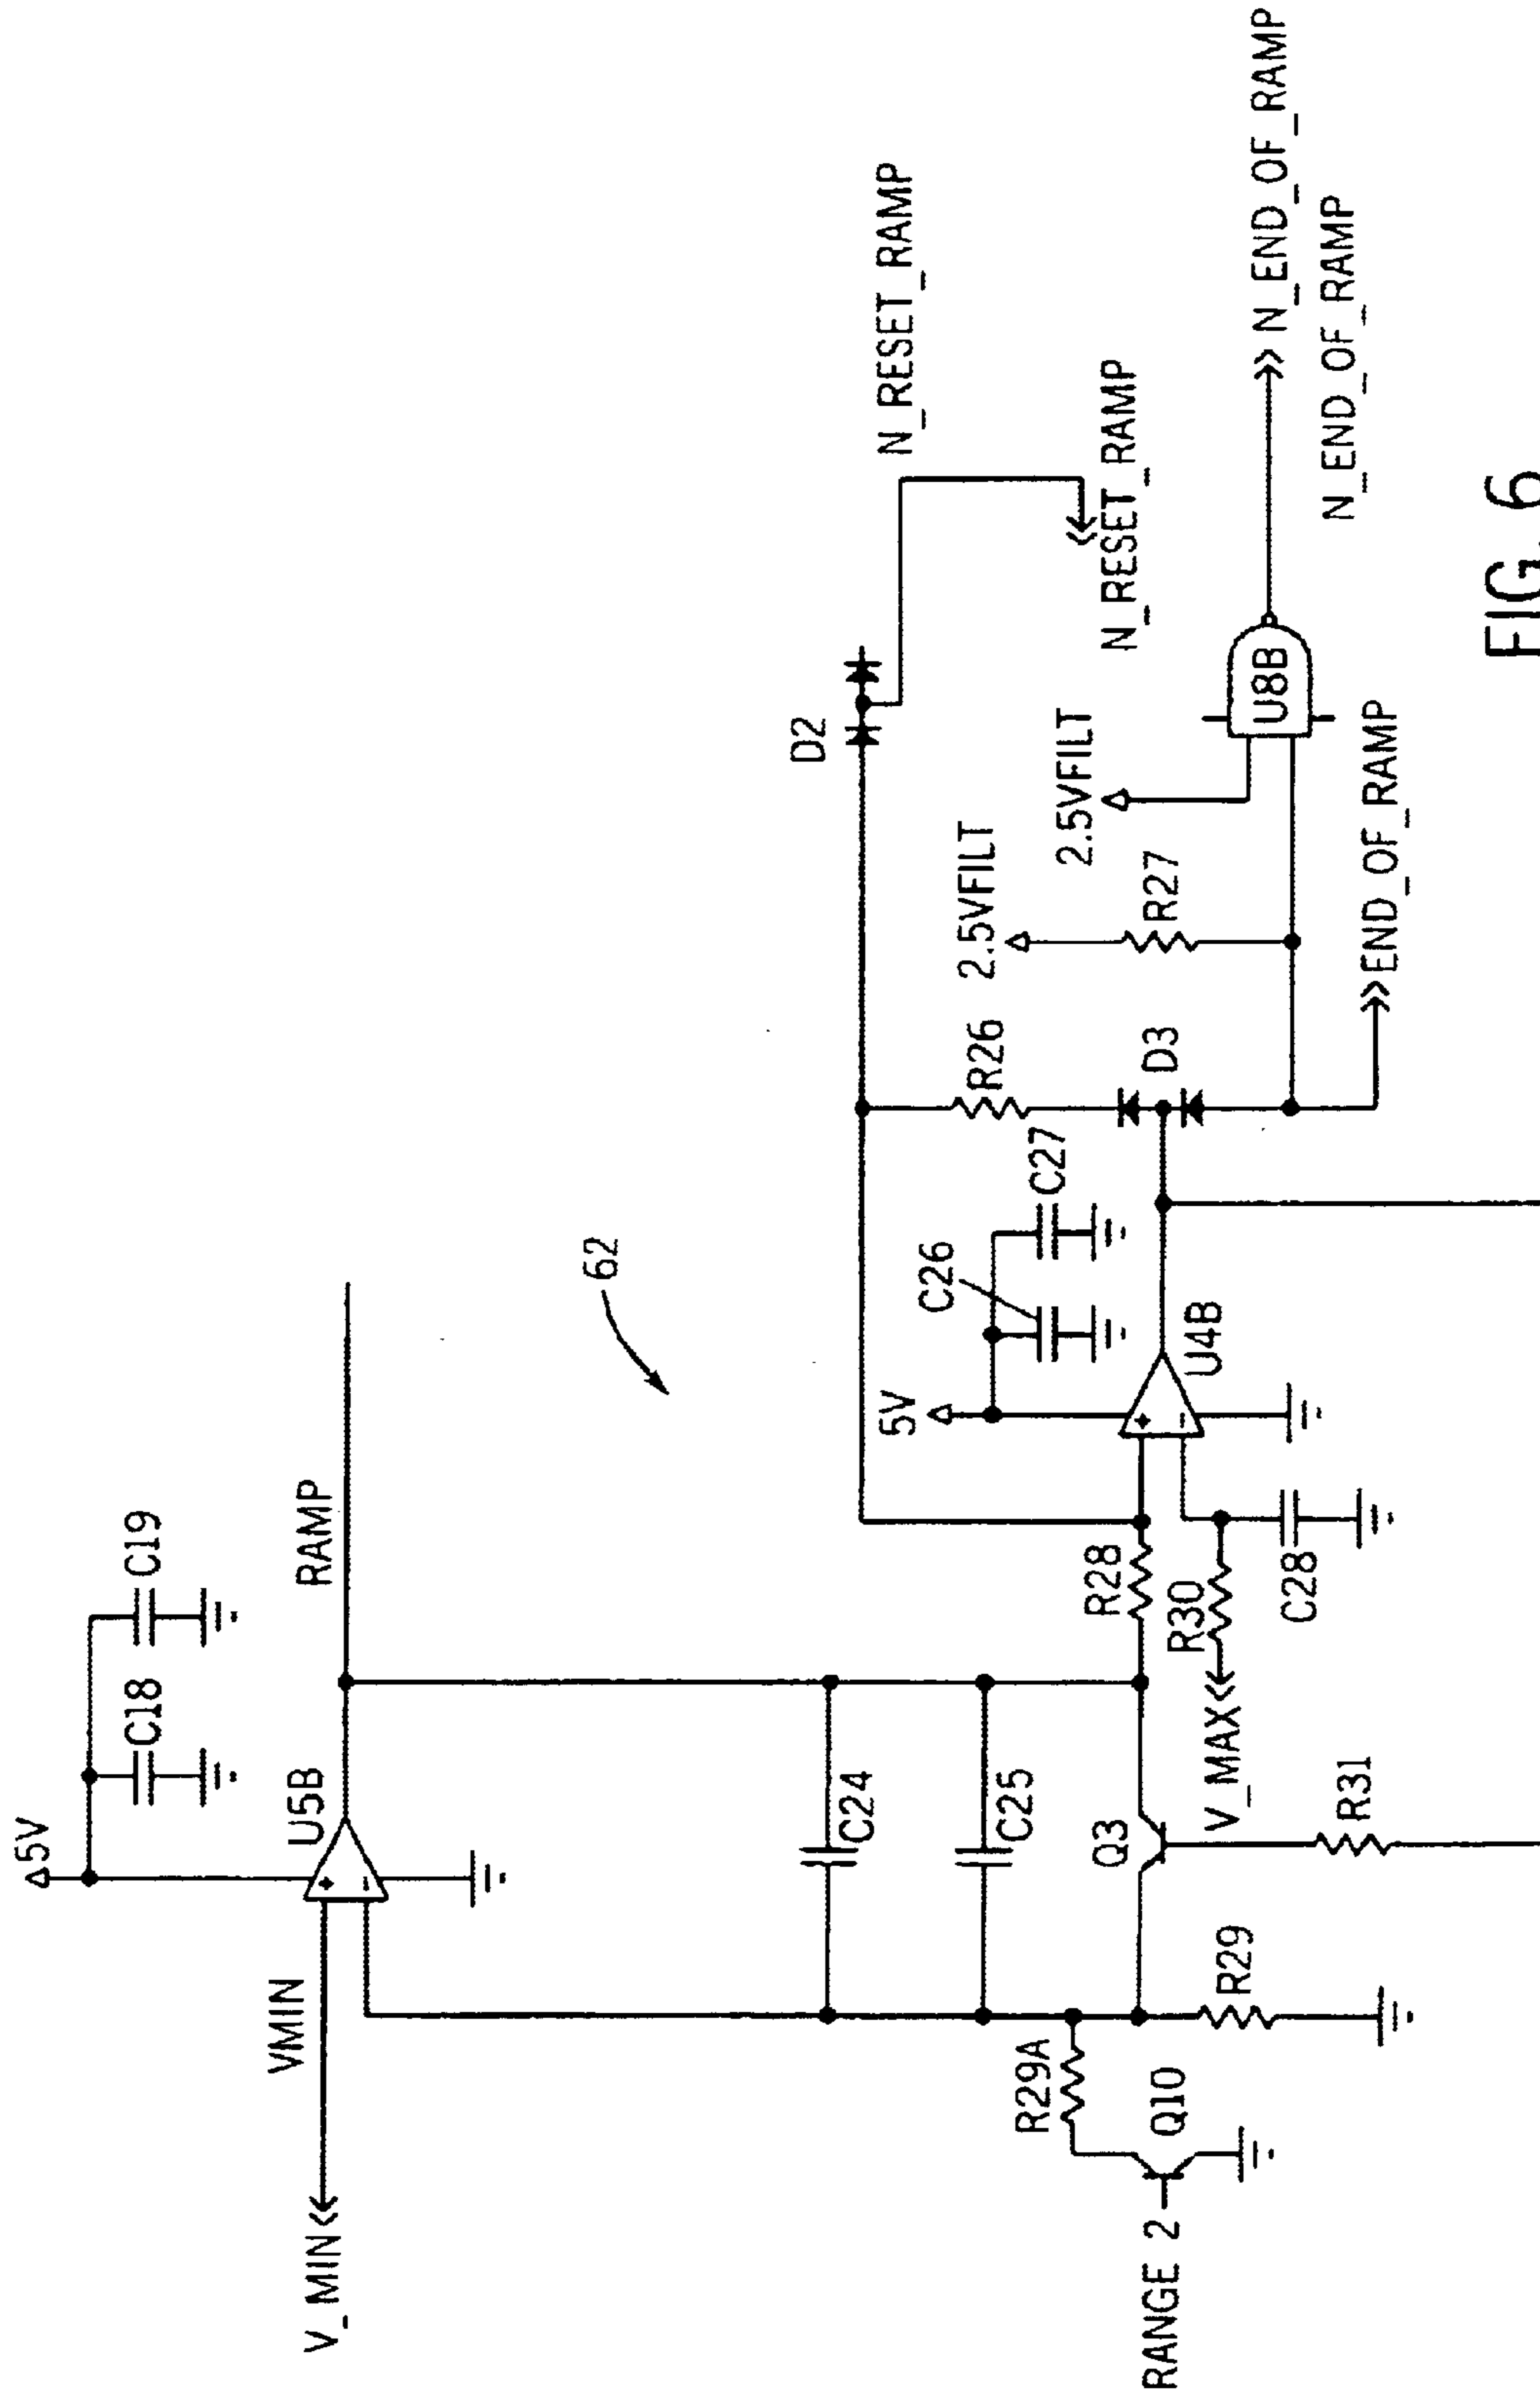 5V
C18
C19
U5B
V_MIN
VMIN
RAMP
62
C24
C25
Q3
R29A
R29
Q10
RANGE 2
R31
R28
R30
V_MAX
C28
5V
C26
C27
U4B
R26
D3
D2
2.5VFILT
R27
2.5VFILT
U8B
N_RESET_RAMP
N_RESET_RAMP
END_OF_RAMP
N_END_OF_RAMP
N_END_OF_RAMP
FIG. 6